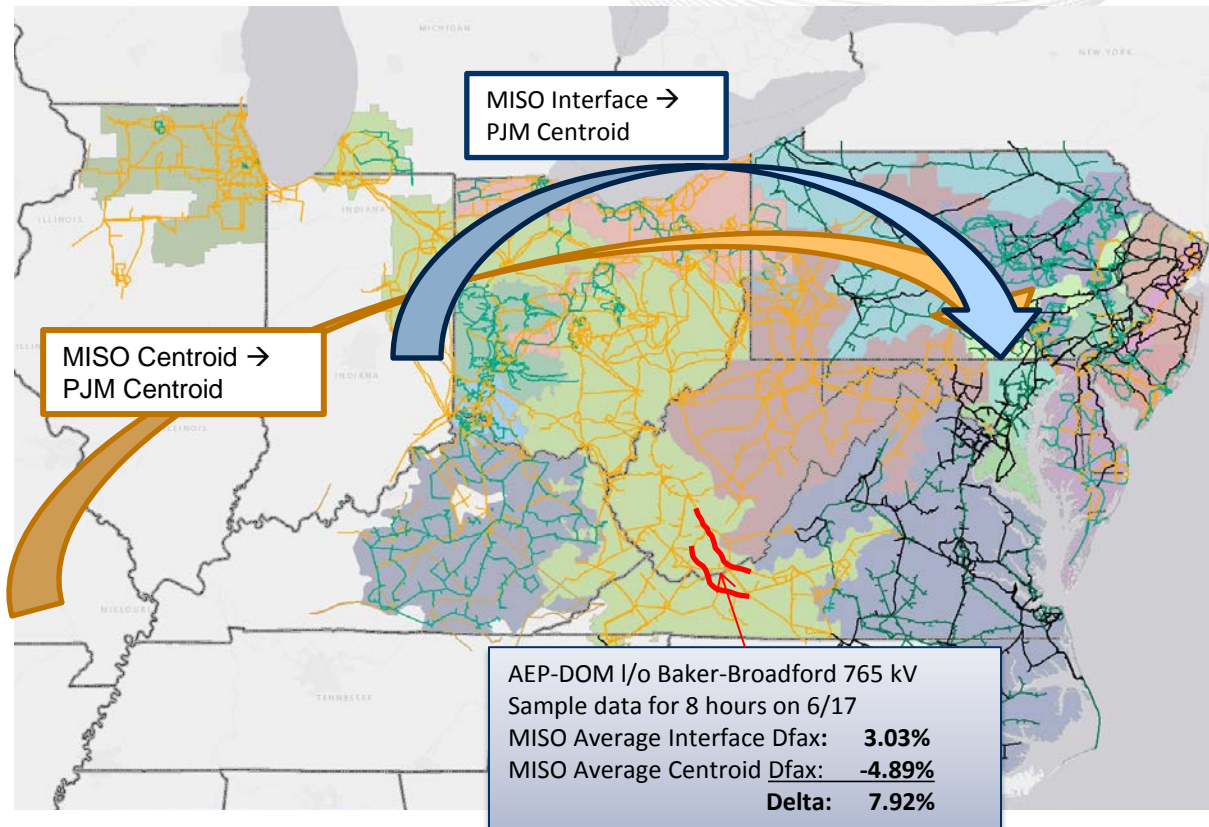 MICHIGAN
NEW YORK
MISO Interface →
PJM Centroid
ILLINOIS
INDIANA
MISO Centroid →
PJM Centroid
INDIANA
ILLINOIS
MISSOURI
TENNESSEE
AEP-DOM l/o Baker-Broadford 765 kV
Sample data for 8 hours on 6/17
MISO Average Interface Dfax: 3.03%
MISO Average Centroid Dfax: -4.89%
Delta: 7.92%